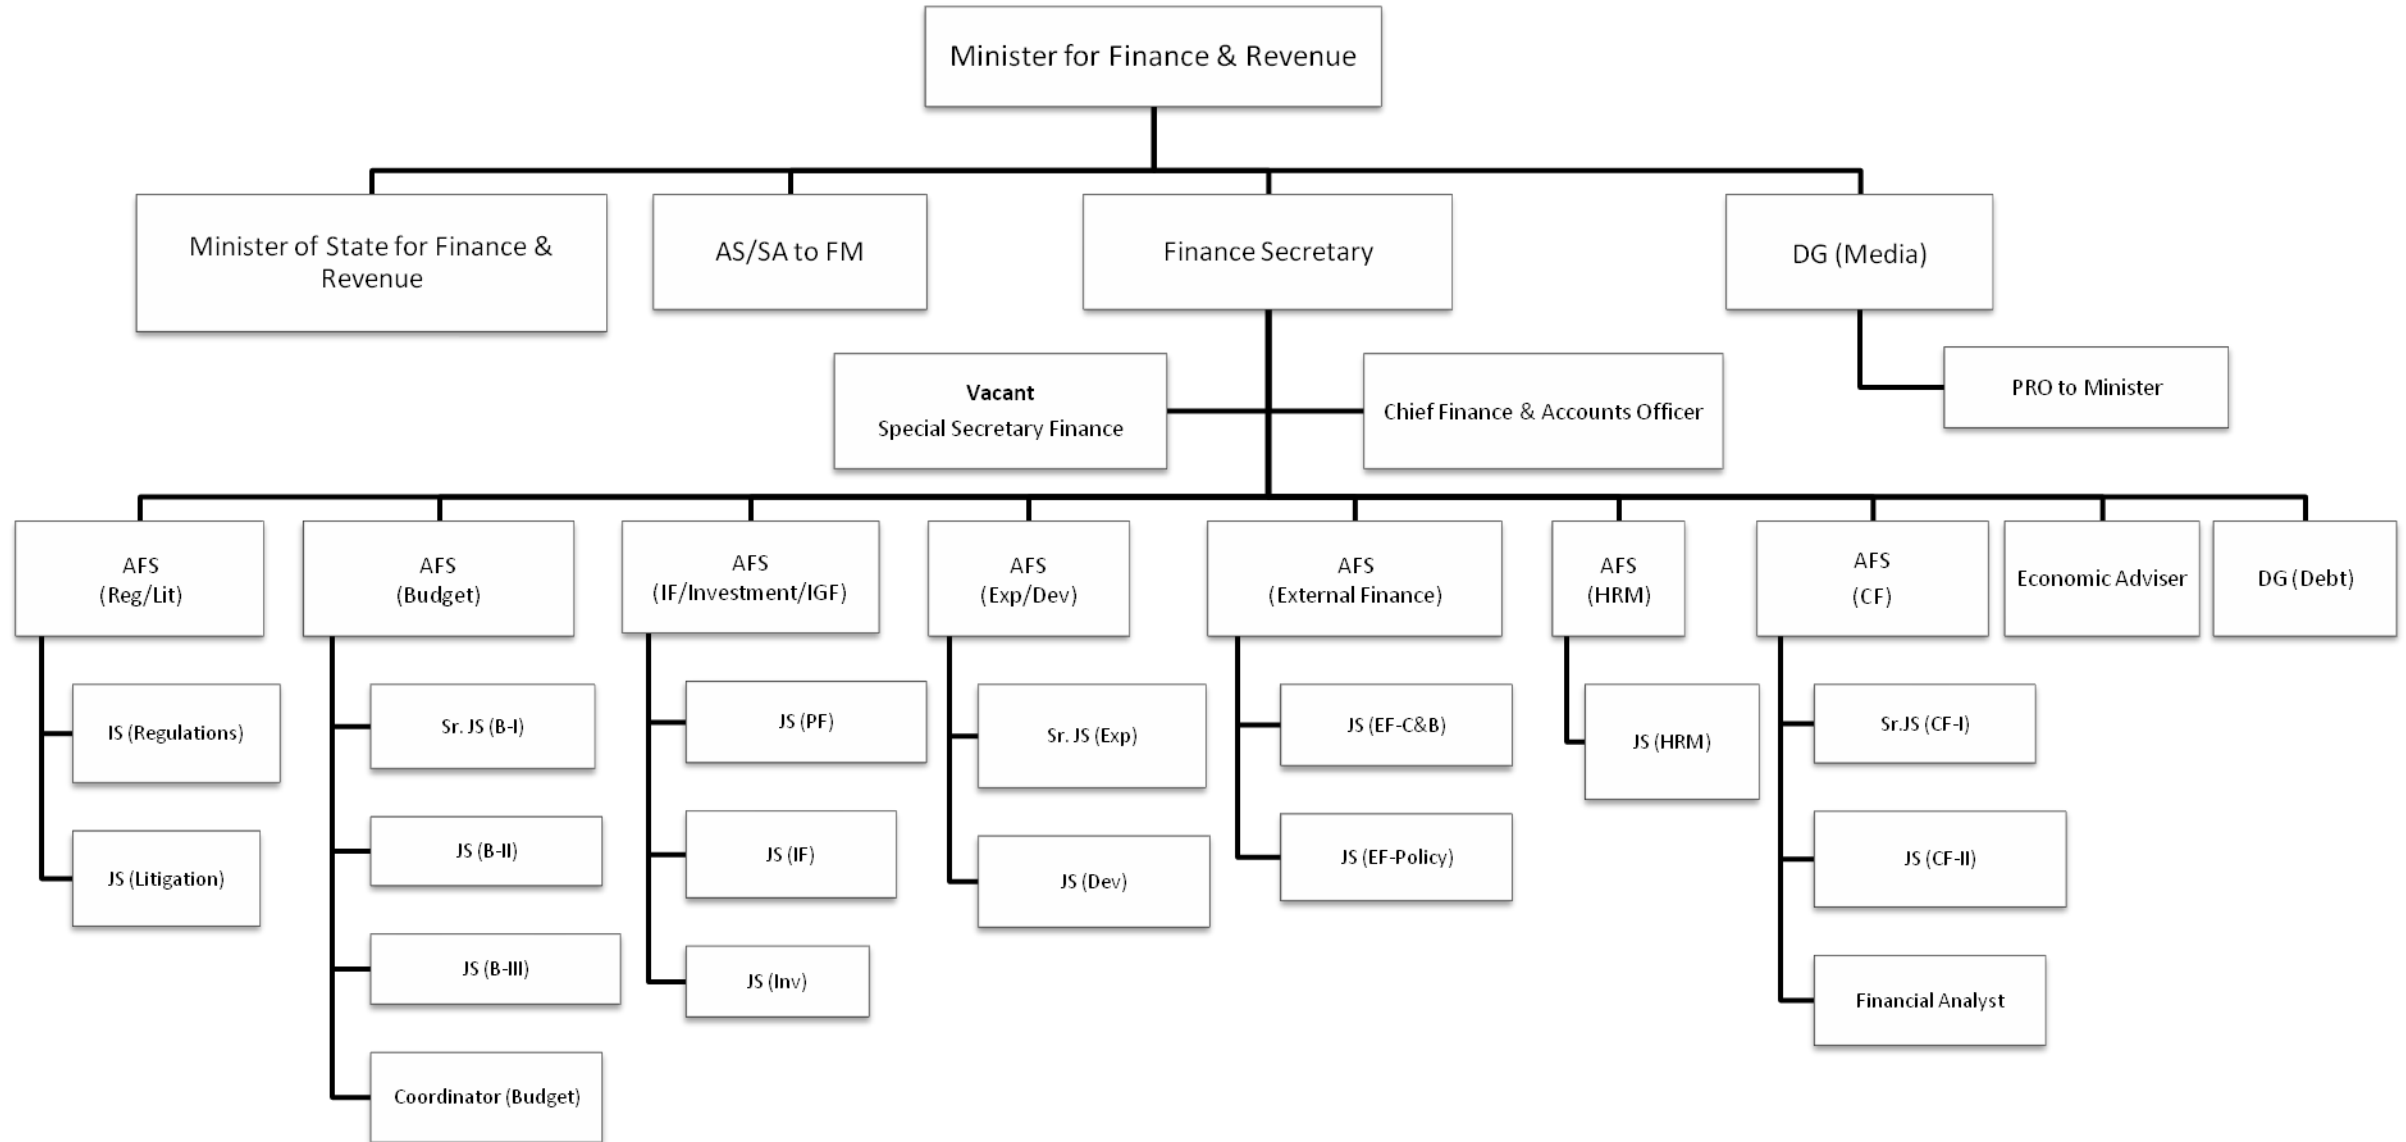 Minister for Finance & Revenue
Minister of State for Finance &
Revenue
AS/SA to FM
Finance Secretary
DG (Media)
Vacant
Special Secretary Finance
Chief Finance & Accounts Officer
PRO to Minister
AFS
(Reg/Lit)
AFS
(Budget)
AFS
(IF/Investment/IGF)
AFS
(Exp/Dev)
AFS
(External Finance)
AFS
(HRM)
AFS
(CF)
Economic Adviser
DG (Debt)
IS (Regulations)
JS (Litigation)
Sr. JS (B-I)
JS (B-II)
JS (B-III)
Coordinator (Budget)
JS (PF)
JS (IF)
JS (Inv)
Sr. JS (Exp)
JS (Dev)
JS (EF-C&B)
JS (EF-Policy)
JS (HRM)
Sr.JS (CF-I)
JS (CF-II)
Financial Analyst